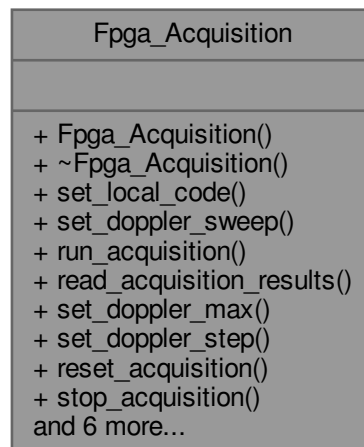 Fpga_Acquisition
+ Fpga_Acquisition()
+ ~Fpga_Acquisition()
+ set_local_code()
+ set_doppler_sweep()
+ run_acquisition()
+ read_acquisition_results()
+ set_doppler_max()
+ set_doppler_step()
+ reset_acquisition()
+ stop_acquisition()
and 6 more...